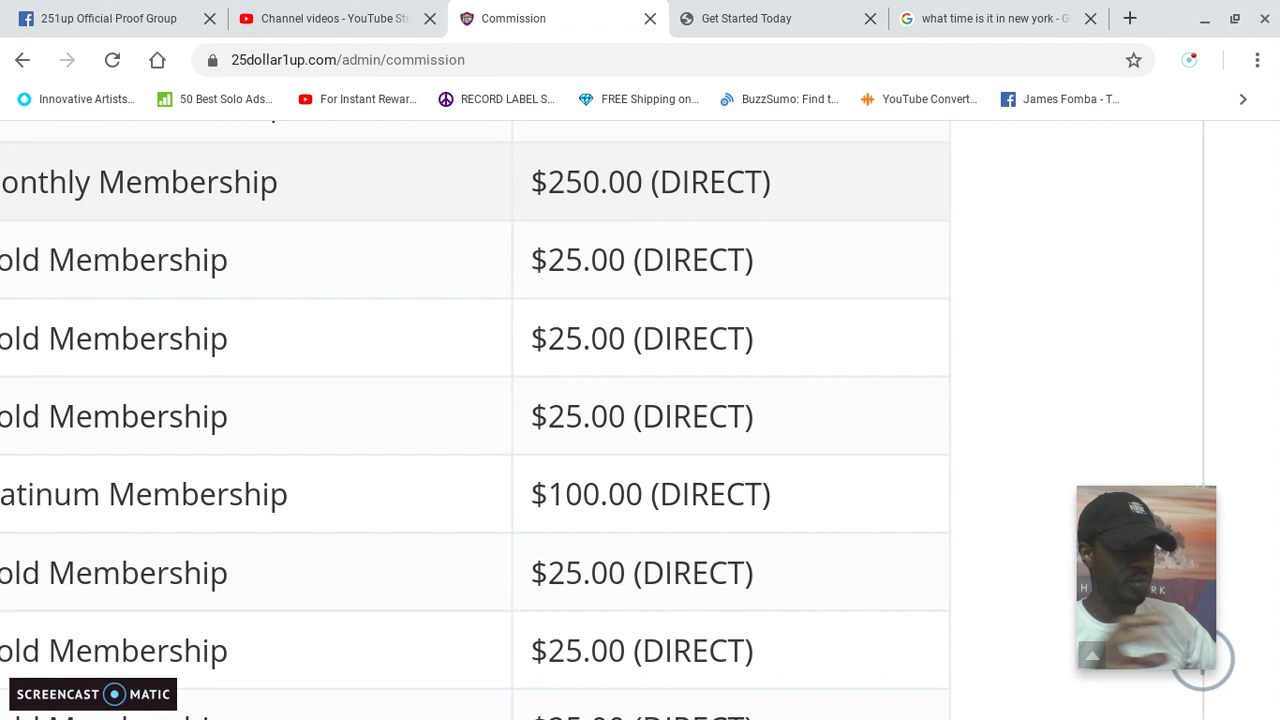 251up Official Proof Group
Channel videos - YouTube Stu
Commission
Get Started Today
what time is it in new york - G
25dollar1up.com/admin/commission
Innovative Artists...
50 Best Solo Ads...
For Instant Rewar...
RECORD LABEL S...
FREE Shipping on...
BuzzSumo: Find t...
YouTube Convert...
James Fomba - T...
onthly Membership $250.00 (DIRECT)
old Membership $25.00 (DIRECT)
old Membership $25.00 (DIRECT)
old Membership $25.00 (DIRECT)
atinum Membership $100.00 (DIRECT)
old Membership $25.00 (DIRECT)
old Membership $25.00 (DIRECT)
SCREENCAST MATIC